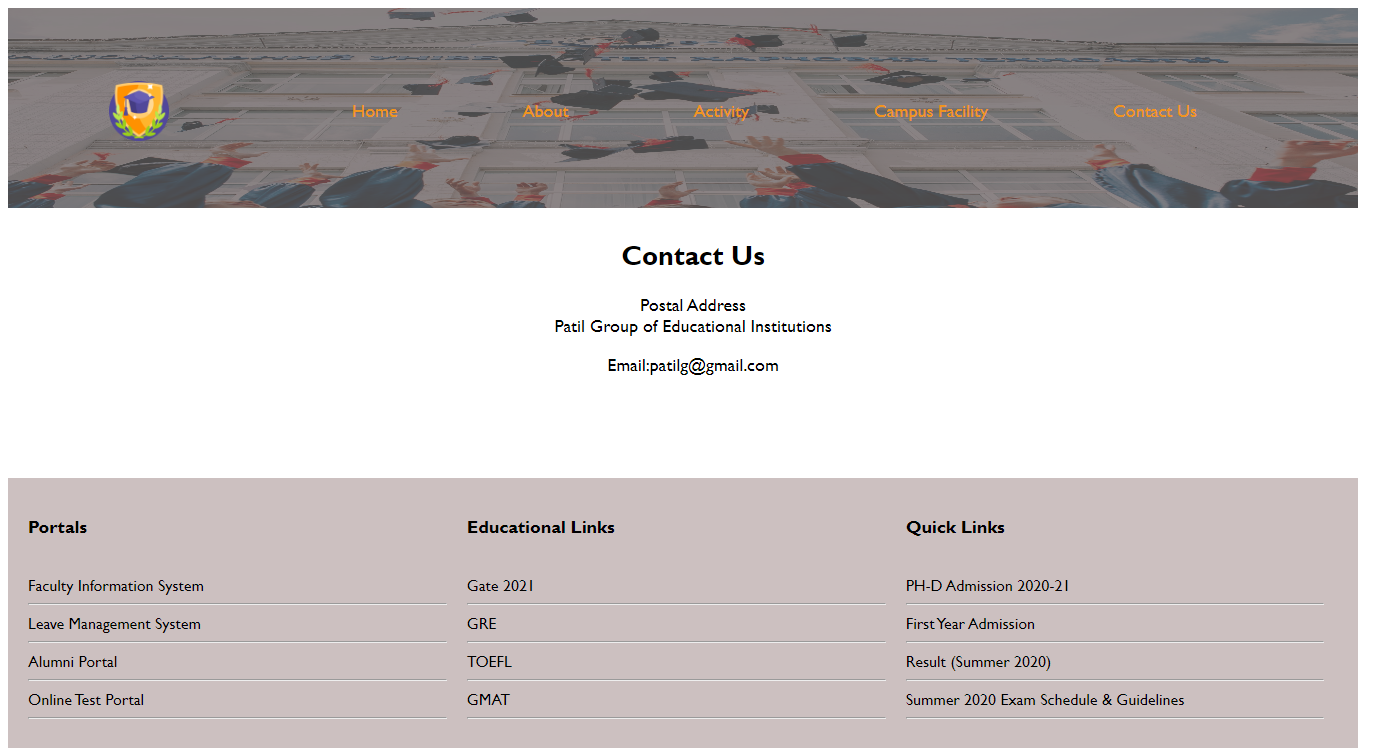 Home About Activity Campus Facility Contact Us
Contact Us
Postal Address
Patil Group of Educational Institutions
Email:patilg@gmail.com
Portals
Faculty Information System
Leave Management System
Alumni Portal
Online Test Portal
Educational Links
Gate 2021
GRE
TOEFL
GMAT
Quick Links
PH-D Admission 2020-21
First Year Admission
Result (Summer 2020)
Summer 2020 Exam Schedule & Guidelines